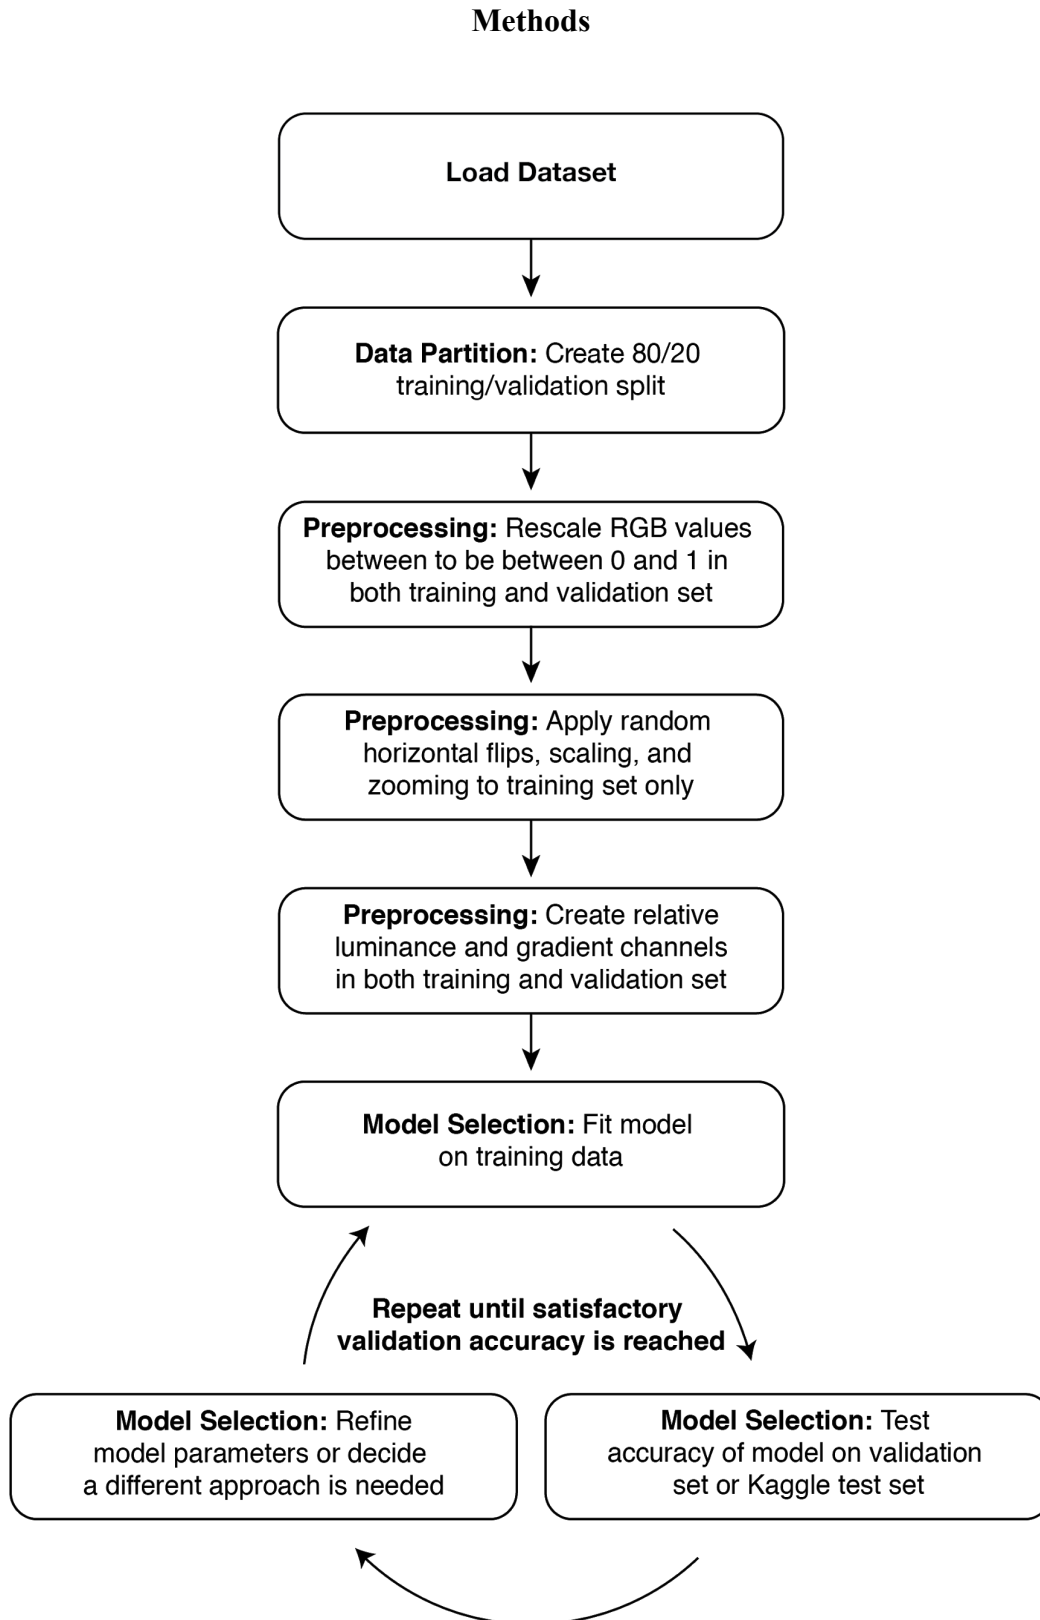 Methods
Load Dataset
Data Partition: Create 80/20
training/validation split
Preprocessing: Rescale RGB values
between to be between 0 and 1 in
both training and validation set
Preprocessing: Apply random
horizontal flips, scaling, and
zooming to training set only
Preprocessing: Create relative
luminance and gradient channels
in both training and validation set
Model Selection: Fit model
on training data
Repeat until satisfactory
validation accuracy is reached
Model Selection: Refine
model parameters or decide
a different approach is needed
Model Selection: Test
accuracy of model on validation
set or Kaggle test set